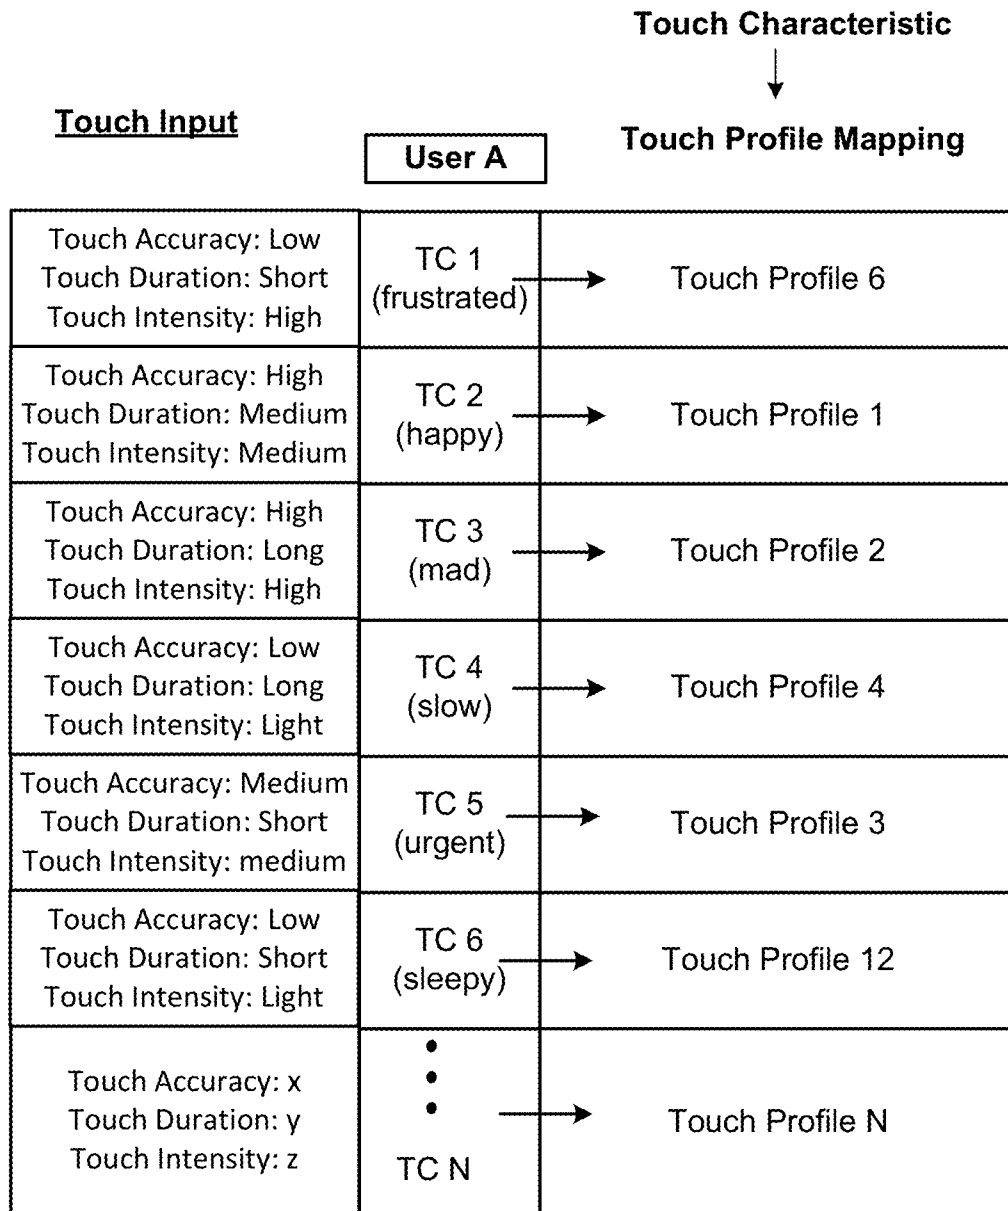 Touch Characteristic
Touch Input
User A
Touch Profile Mapping
Touch Accuracy: Low
Touch Duration: Short
Touch Intensity: High
TC 1
(frustrated)
Touch Profile 6
Touch Accuracy: High
Touch Duration: Medium
Touch Intensity: Medium
TC 2
(happy)
Touch Profile 1
Touch Accuracy: High
Touch Duration: Long
Touch Intensity: High
TC 3
(mad)
Touch Profile 2
Touch Accuracy: Low
Touch Duration: Long
Touch Intensity: Light
TC 4
(slow)
Touch Profile 4
Touch Accuracy: Medium
Touch Duration: Short
Touch Intensity: medium
TC 5
(urgent)
Touch Profile 3
Touch Accuracy: Low
Touch Duration: Short
Touch Intensity: Light
TC 6
(sleepy)
Touch Profile 12
Touch Accuracy: x
Touch Duration: y
Touch Intensity: z
TC N
Touch Profile N